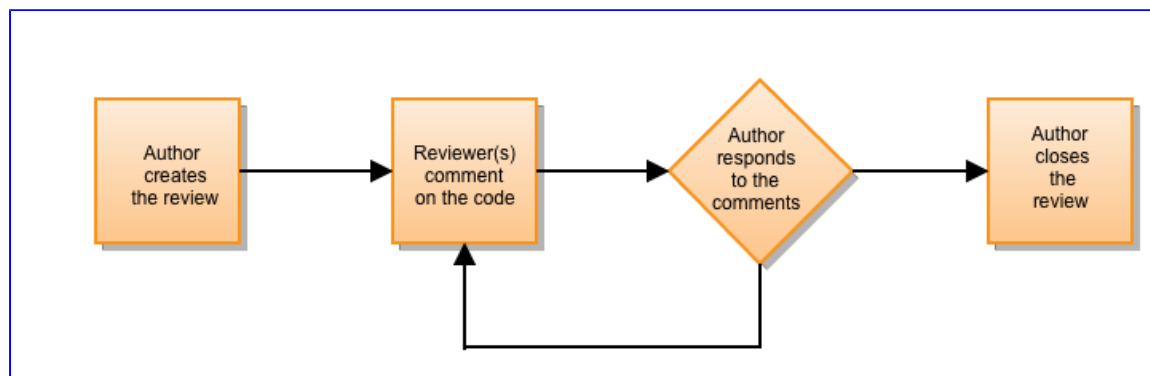 Author
creates
the review
Reviewer(s)
comment
on the code
Author
responds
to the
comments
Author
closes
the
review